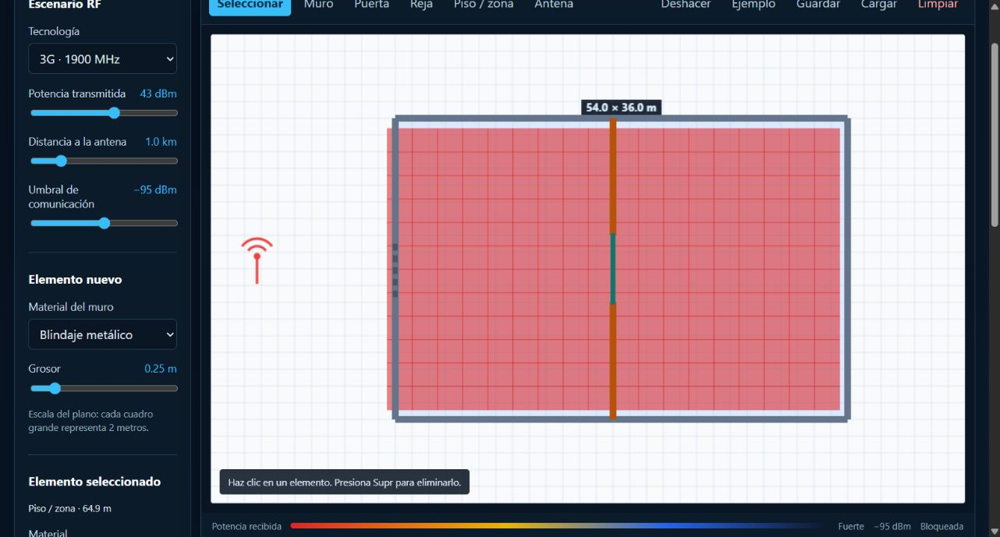 Escenario RF
Tecnología
3G · 1900 MHz
Potencia transmitida 43 dBm
Distancia a la antena 1.0 km
Umbral de comunicación −95 dBm
Elemento nuevo
Material del muro
Blindaje metálico
Grosor 0.25 m
Escala del plano: cada cuadro
grande representa 2 metros.
Elemento seleccionado
Piso / zona · 64.9 m
Material
Seleccionar Muro Puerta Reja Piso / zona Antena Deshacer Ejemplo Guardar Cargar Limpiar
54.0 × 36.0 m
Haz clic en un elemento. Presiona Supr para eliminarlo.
Potencia recibida Fuerte −95 dBm Bloqueada